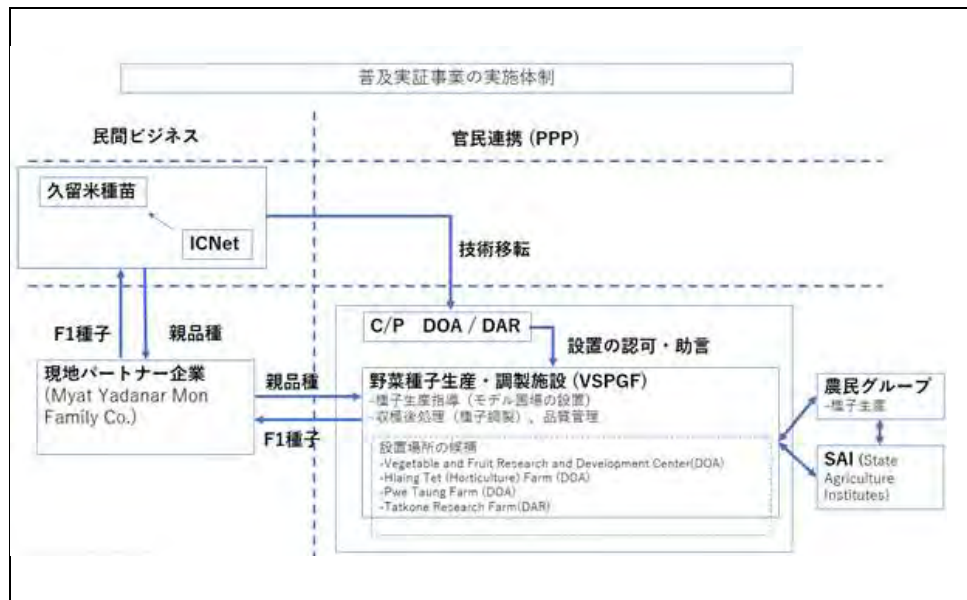 普及実証事業の実施体制
民間ビジネス
官民連携 (PPP)
久留米種苗
ICNet
技術移転
F1種子
親品種
C/P DOA / DAR
設置の認可・助言
現地パートナー企業
(Myat Yadanar Mon
Family Co.)
親品種
F1種子
野菜種子生産・調製施設 (VSPGF)
-種子生産指導（モデル圃場の設置）
-収穫後処理（種子調製）、品質管理
設置場所の候補
-Vegetable and Fruit Research and Development Center(DOA)
-Hlaing Tet (Horticulture) Farm (DOA)
-Pwe Taung Farm (DOA)
-Tatkone Research Farm(DAR)
農民グループ
-種子生産
SAI (State
Agriculture
Institutes)